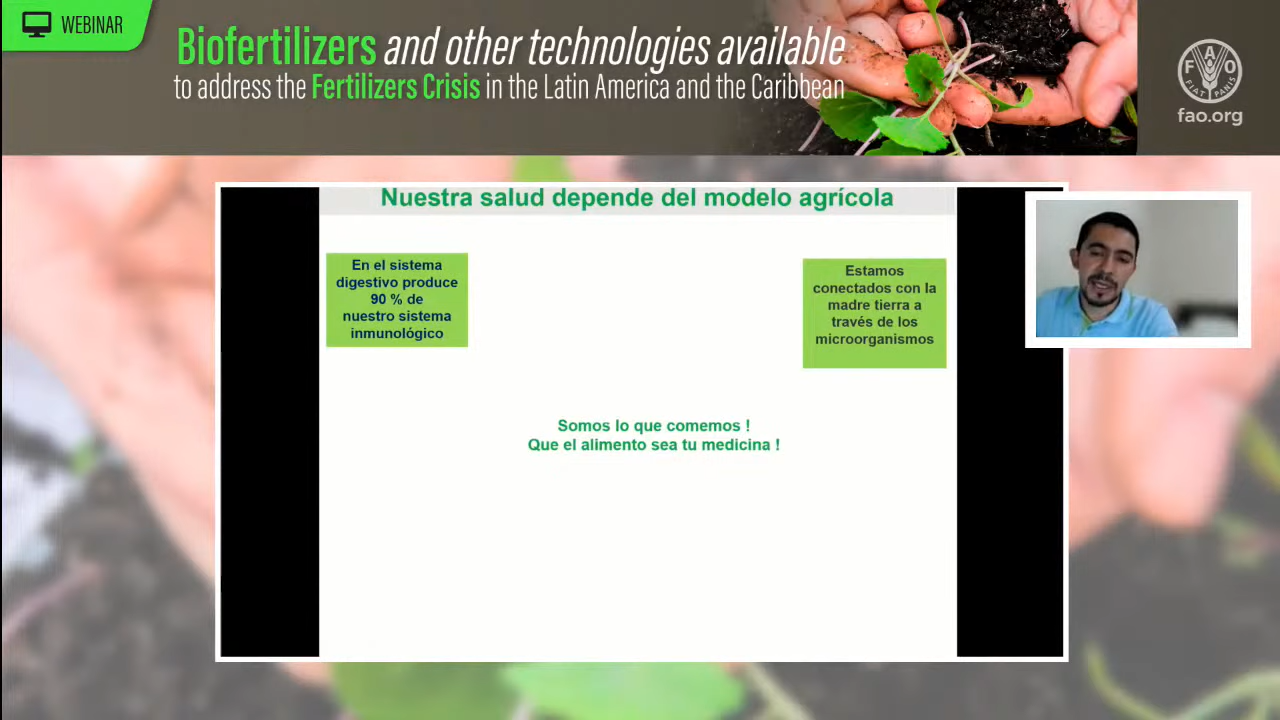 WEBINAR
Biofertilizers and other technologies available
to address the Fertilizers Crisis in the Latin America and the Caribbean
F A O
FIAT PANIS
fao.org
Nuestra salud depende del modelo agrícola
En el sistema
digestivo produce
90 % de
nuestro sistema
inmunológico
Estamos
conectados con la
madre tierra a
través de los
microorganismos
Somos lo que comemos !
Que el alimento sea tu medicina !